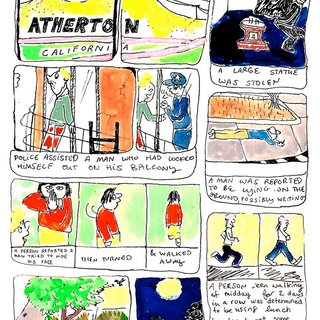 ATHERTON
CALIFORNIA
A LARGE STATUE
WAS STOLEN
POLICE ASSISTED A MAN WHO HAD LOCKED
HIMSELF OUT ON HIS BALCONY
A MAN WAS REPORTED
TO BE LYING ON THE
GROUND, POSSIBLY WRITING
A PERSON REPORTED A
MAN TRIED TO HIDE
HIS FACE
THEN TURNED
& WALKED
AWAY
A PERSON seen walking
at midday for 2 days
in a row was determined
to be using lunch
some